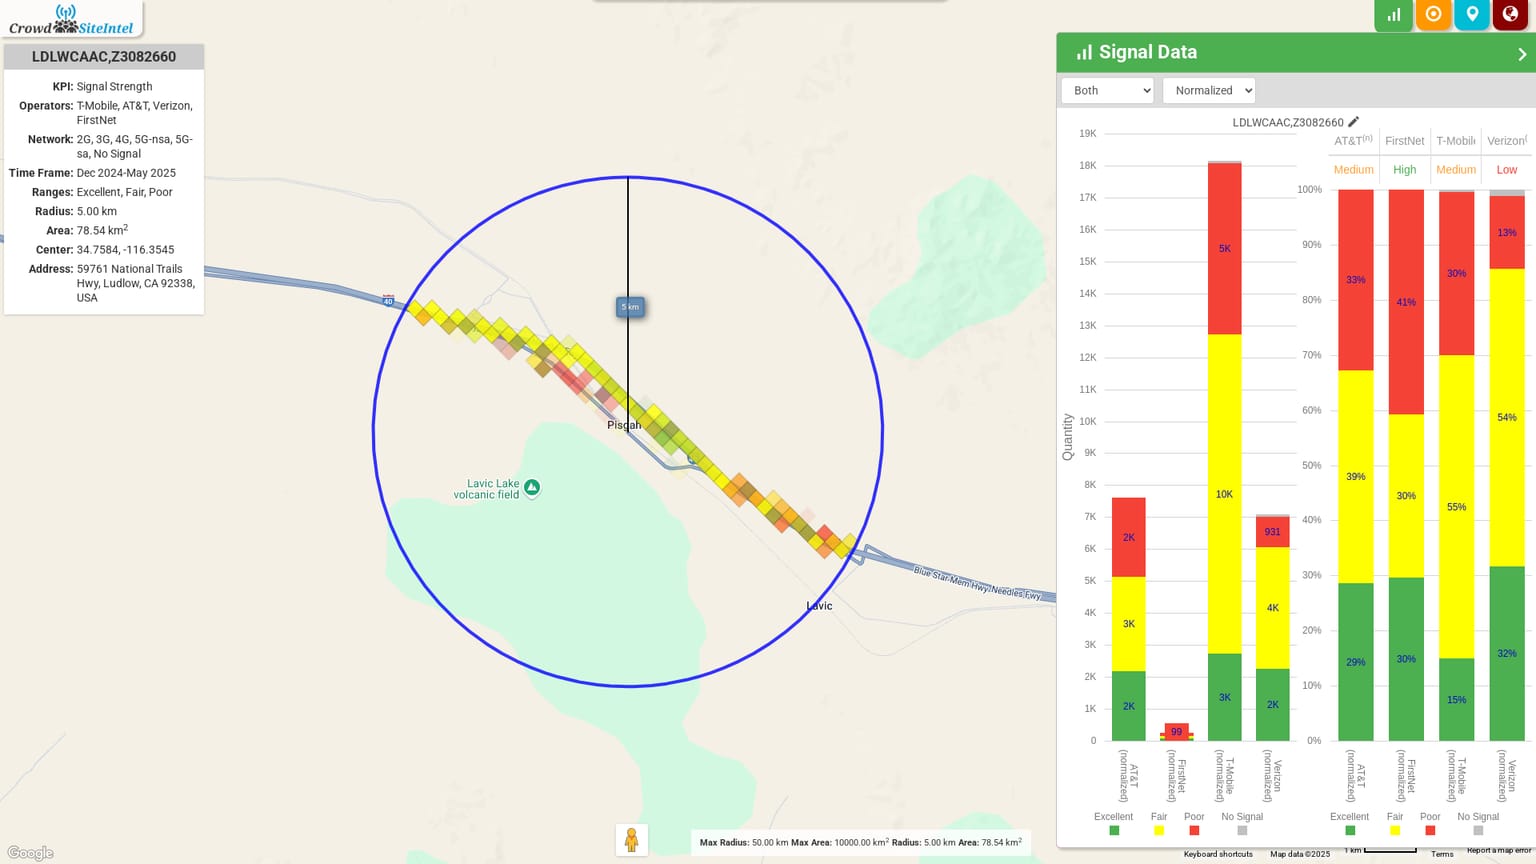 Crowd SiteIntel
LDLWCAAC,Z3082660
KPI: Signal Strength
Operators: T-Mobile, AT&T, Verizon,
FirstNet
Network: 2G, 3G, 4G, 5G-nsa, 5G-
sa, No Signal
Time Frame: Dec 2024-May 2025
Ranges: Excellent, Fair, Poor
Radius: 5.00 km
Area: 78.54 km²
Center: 34.7584, -116.3545
Address: 59761 National Trails
Hwy, Ludlow, CA 92338,
USA
40
5 km
Pisgah
Lavic Lake
volcanic field
Lavic
Blue Star Mem Hwy
Needles Fwy
Google
Max Radius: 50.00 km Max Area: 10000.00 km² Radius: 5.00 km Area: 78.54 km²
Signal Data
Both
Normalized
LDLWCAAC,Z3082660
Quantity
19K
18K
17K
16K
15K
14K
13K
12K
11K
10K
9K
8K
7K
6K
5K
4K
3K
2K
1K
0
2K
3K
2K
99
5K
10K
3K
931
4K
2K
AT&T (normalized)
FirstNet (normalized)
T-Mobile (normalized)
Verizon (normalized)
Excellent Fair Poor No Signal
AT&T(n) FirstNet T-Mobile Verizon(
Medium High Medium Low
100%
90%
80%
70%
60%
50%
40%
30%
20%
10%
0%
33%
39%
29%
41%
30%
30%
30%
55%
15%
13%
54%
32%
AT&T (normalized)
FirstNet (normalized)
T-Mobile (normalized)
Verizon (normalized)
Excellent Fair Poor No Signal
Keyboard shortcuts Map data ©2025 1 km Terms Report a map error